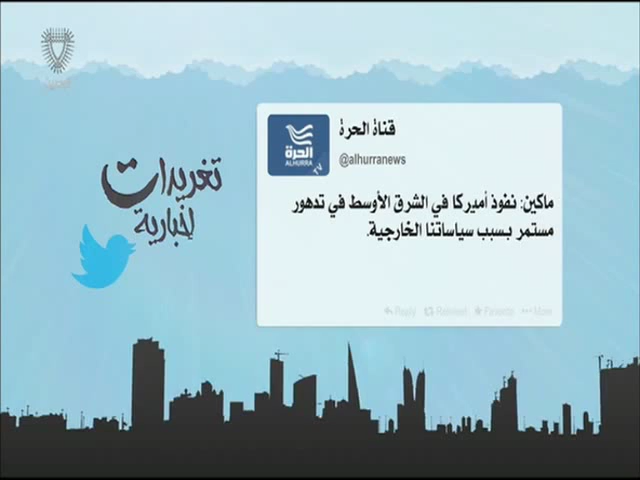 قناة الحرة
@alhurranews
الحرة
ALHURRA
TV
تغريدات
إخبارية
ماكين: نفوذ أميركا في الشرق الأوسط في تدهور
مستمر بسبب سياساتنا الخارجية.
Reply Retweet Favorite More